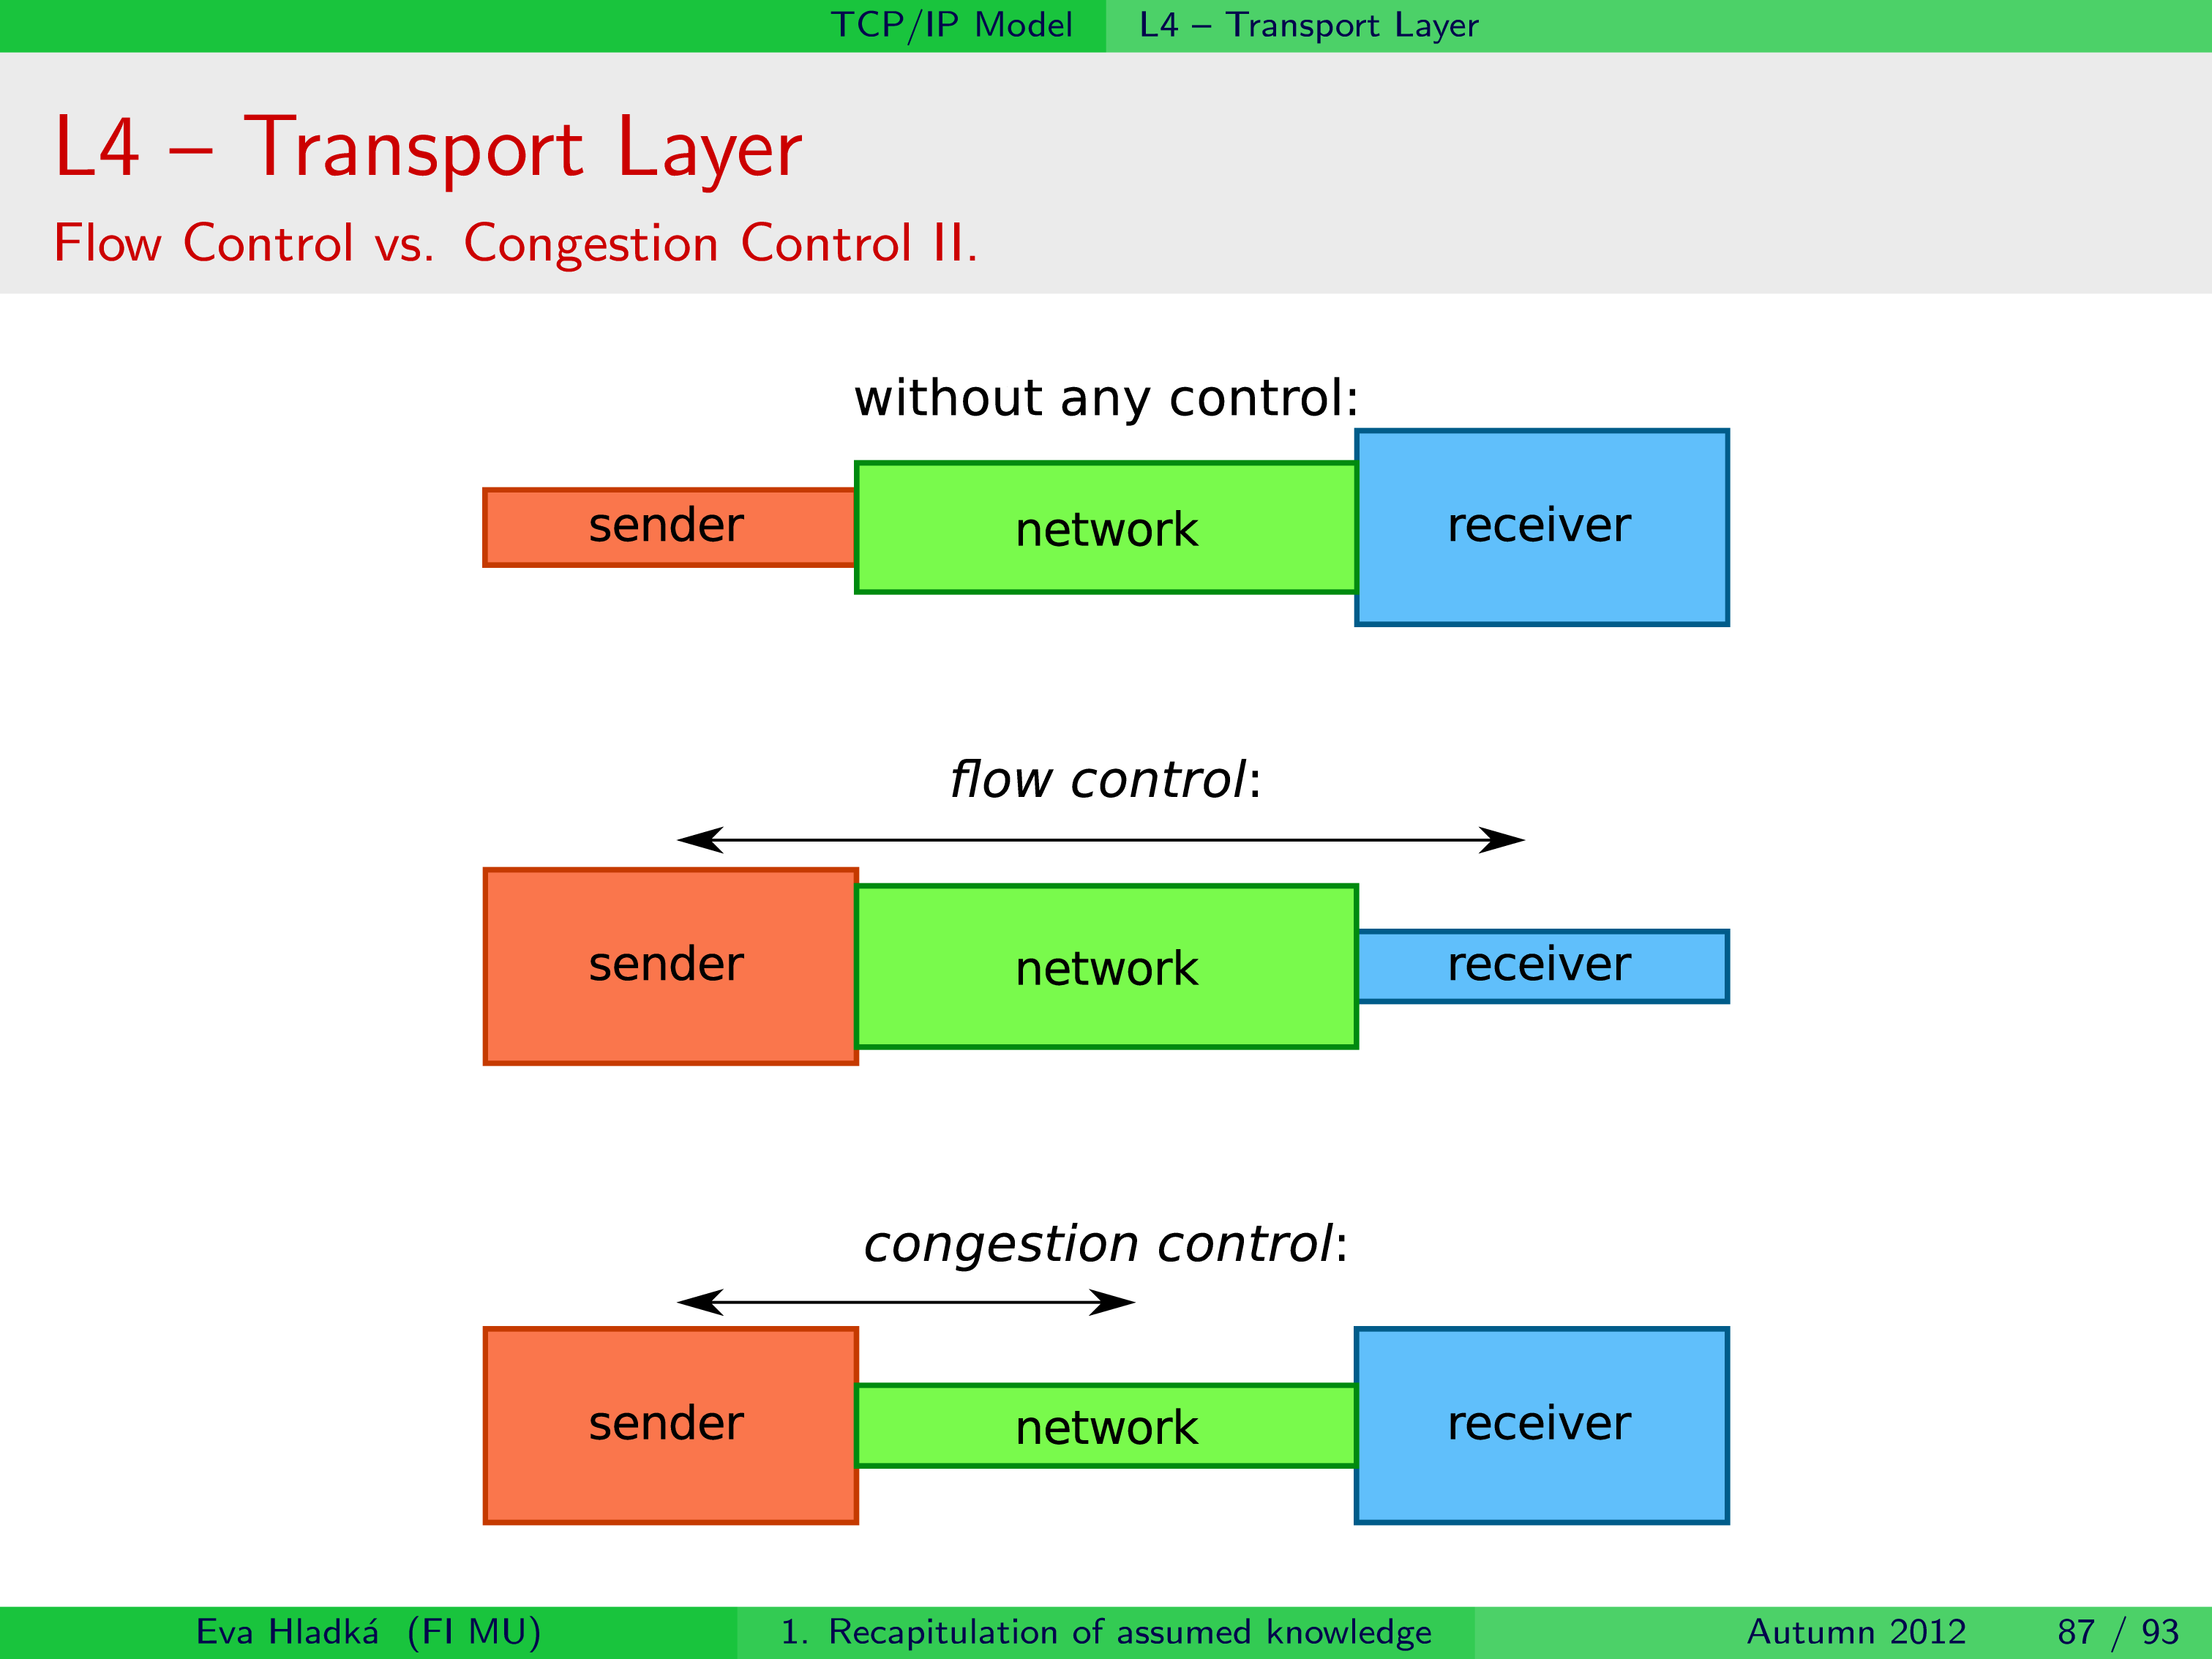 TCP/IP Model L4 – Transport Layer
L4 – Transport Layer
Flow Control vs. Congestion Control II.
without any control:
sender network receiver
flow control:
sender network receiver
congestion control:
sender network receiver
Eva Hladká (FI MU) 1. Recapitulation of assumed knowledge Autumn 2012 87 / 93